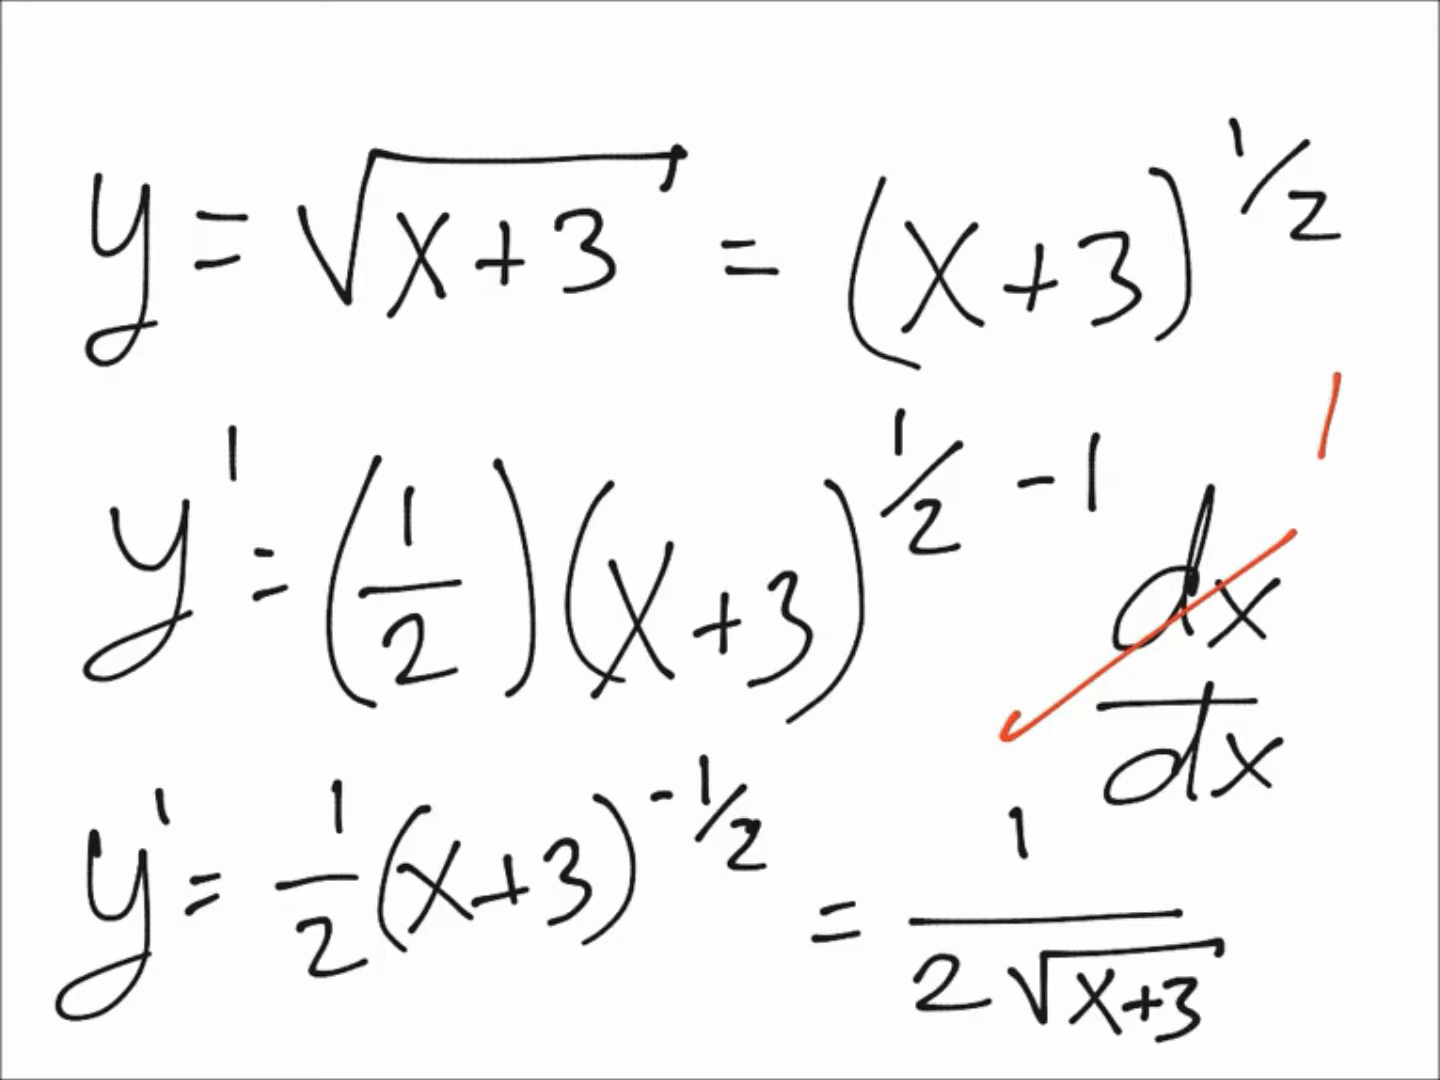 y = √(x+3) = (x+3)^1/2
y' = (1/2)(x+3)^1/2 - 1 dx/dx 1
y' = 1/2(x+3)^-1/2 = 1/2√(x+3)